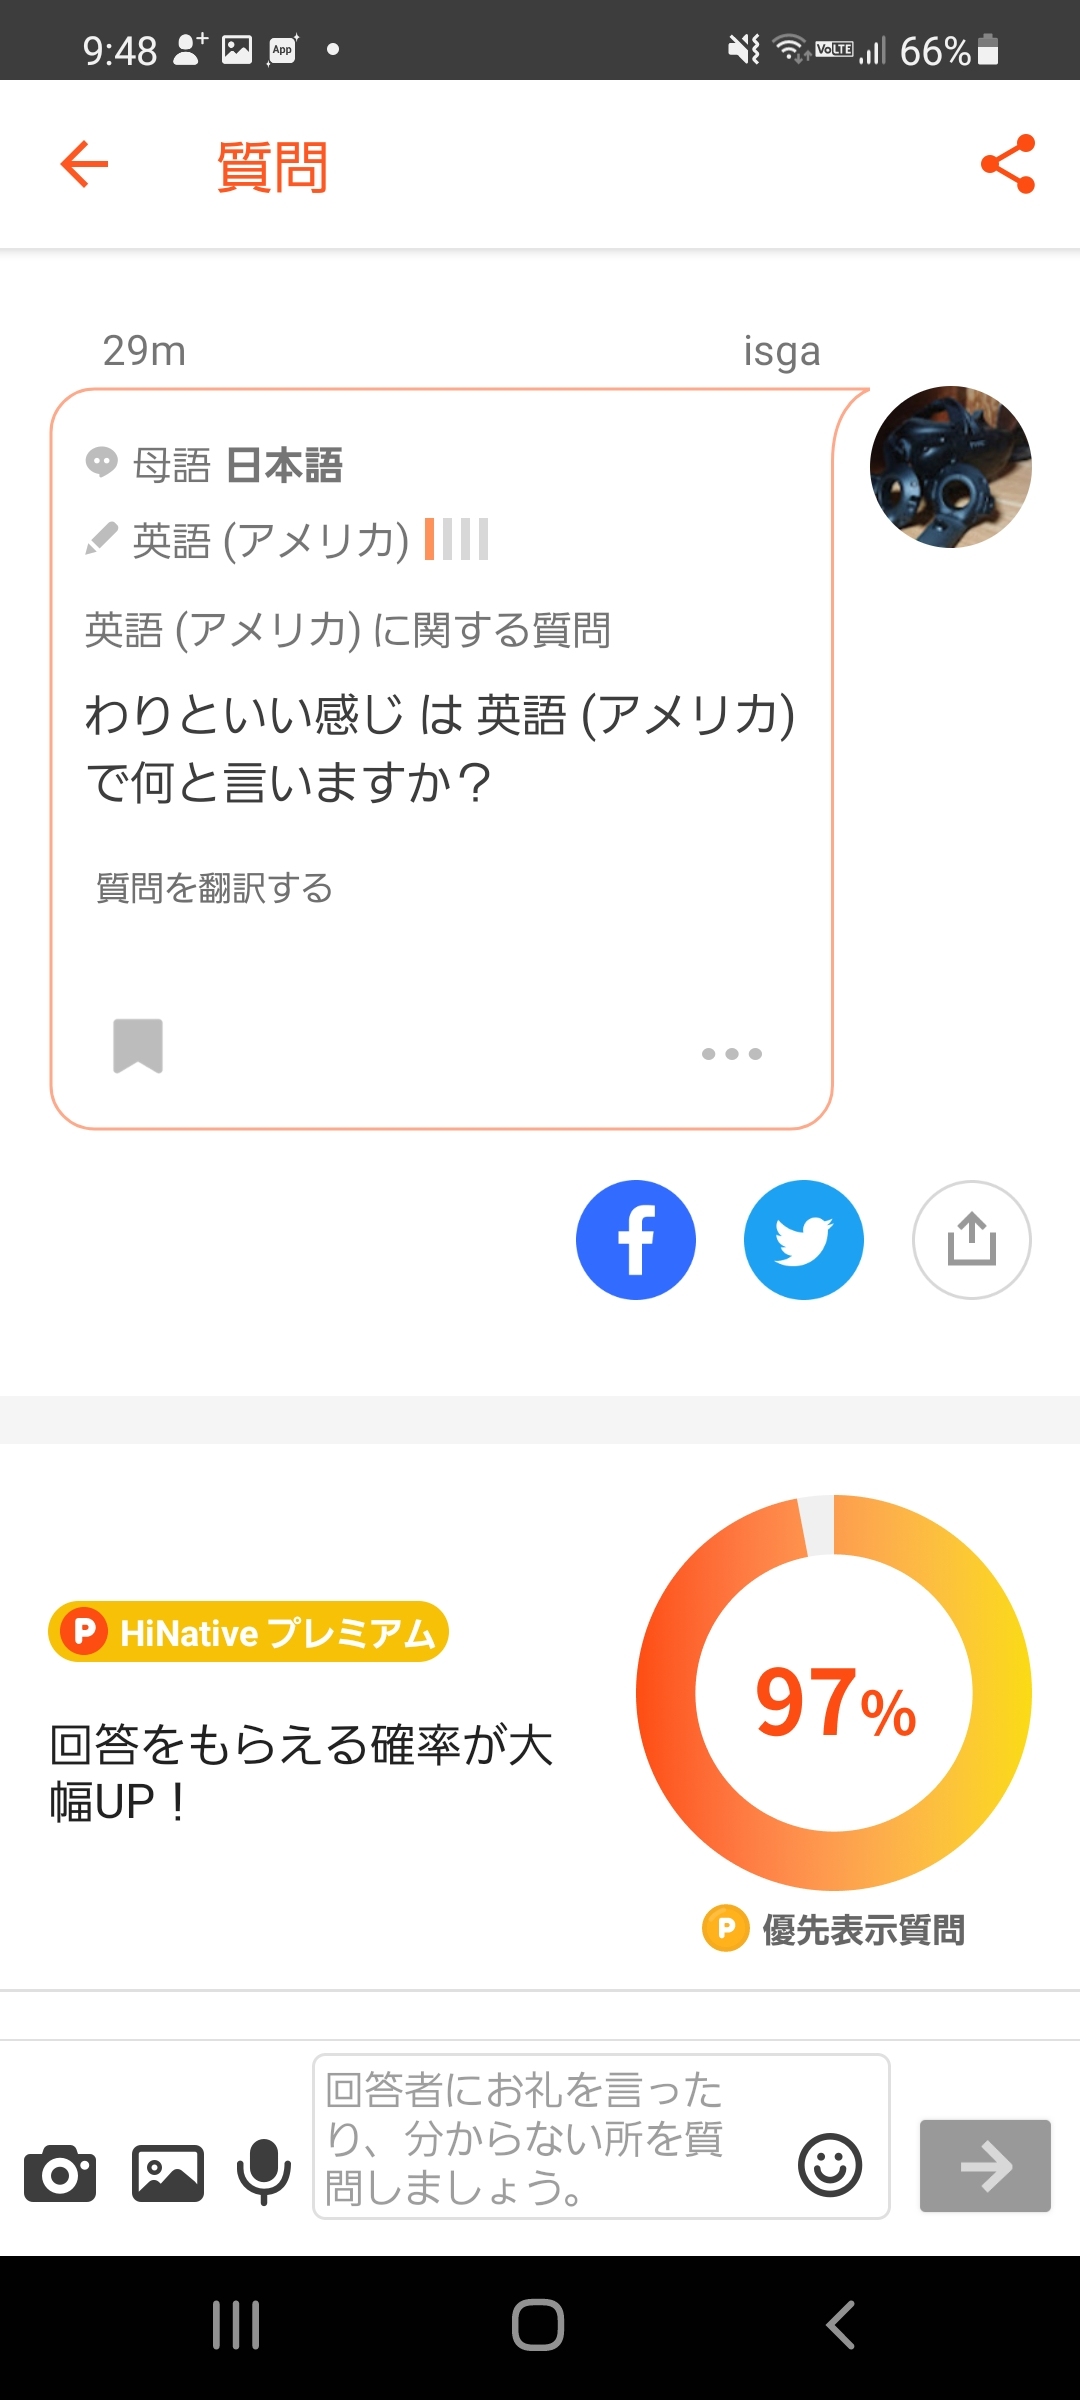 9:48
App
VoLTE
66%
質問
29m
isga
母語 日本語
英語 (アメリカ)
英語 (アメリカ) に関する質問
わりといい感じ は 英語 (アメリカ)
で何と言いますか？
質問を翻訳する
P HiNative プレミアム
回答をもらえる確率が大
幅UP！
97%
P 優先表示質問
回答者にお礼を言った
り、分からない所を質
問しましょう。